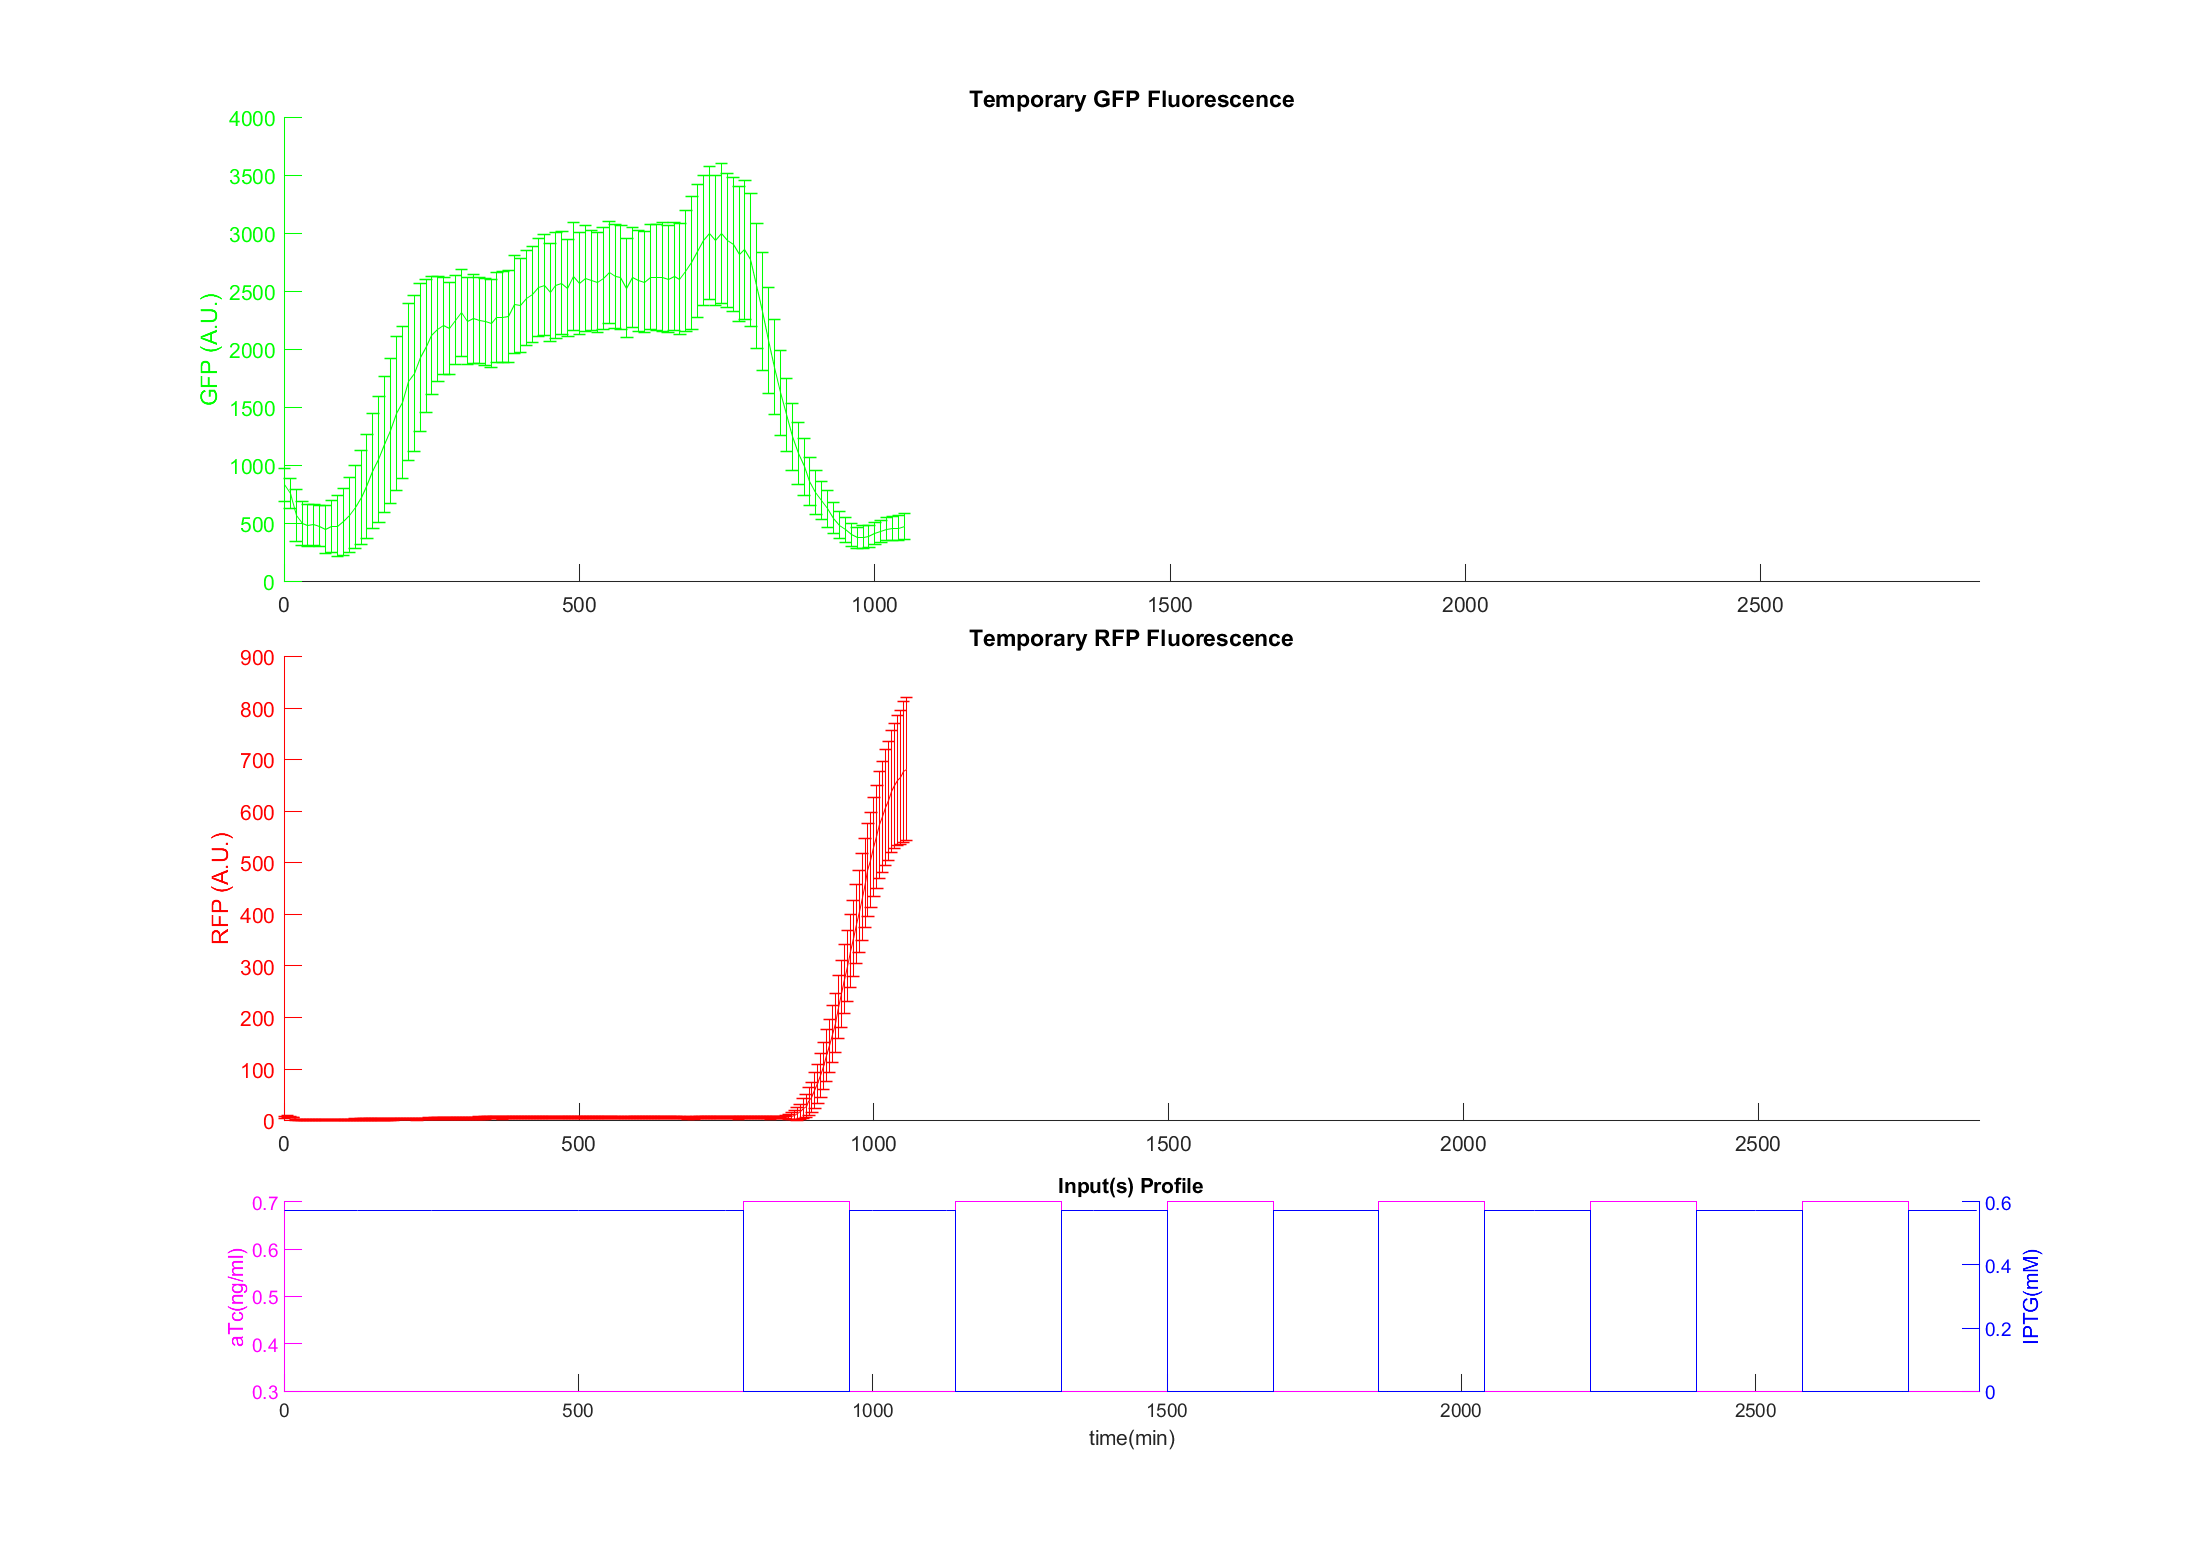 Temporary GFP Fluorescence
4000
3500
3000
2500
2000
1500
1000
500
0
GFP (A.U.)
0 500 1000 1500 2000 2500
Temporary RFP Fluorescence
900
800
700
600
500
400
300
200
100
0
RFP (A.U.)
0 500 1000 1500 2000 2500
Input(s) Profile
0.7
0.6
0.5
0.4
0.3
aTc(ng/ml)
0.6
0.4
0.2
0
IPTG(mM)
0 500 1000 1500 2000 2500
time(min)